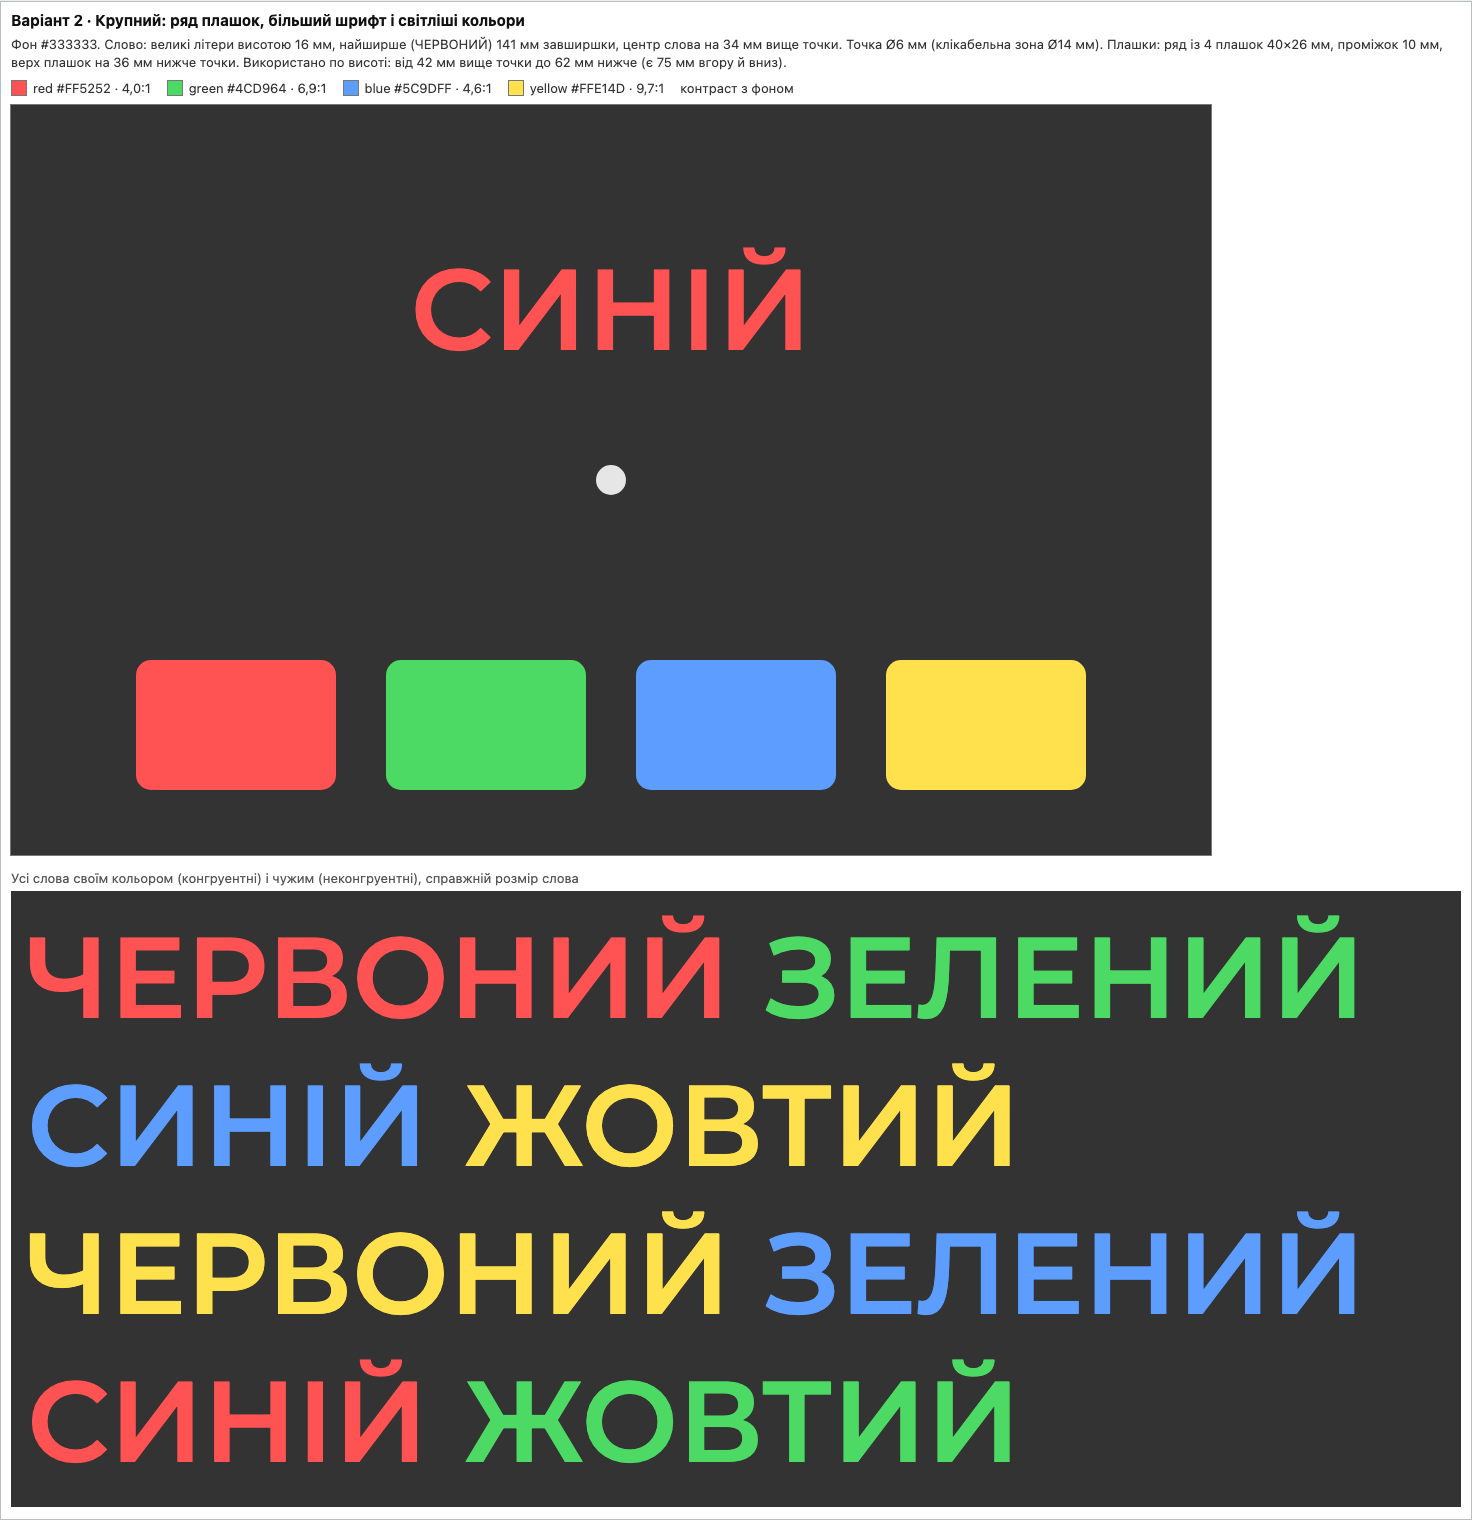 Варіант 2 · Крупний: ряд плашок, більший шрифт і світліші кольори
Фон #333333. Слово: великі літери висотою 16 мм, найширше (ЧЕРВОНИЙ) 141 мм завширшки, центр слова на 34 мм вище точки. Точка Ø6 мм (клікабельна зона Ø14 мм). Плашки: ряд із 4 плашок 40×26 мм, проміжок 10 мм,
верх плашок на 36 мм нижче точки. Використано по висоті: від 42 мм вище точки до 62 мм нижче (є 75 мм вгору й вниз).
red #FF5252 · 4,0:1 green #4CD964 · 6,9:1 blue #5C9DFF · 4,6:1 yellow #FFE14D · 9,7:1 контраст з фоном
СИНІЙ
Усі слова своїм кольором (конгруентні) і чужим (неконгруентні), справжній розмір слова
ЧЕРВОНИЙ ЗЕЛЕНИЙ
СИНІЙ ЖОВТИЙ
ЧЕРВОНИЙ ЗЕЛЕНИЙ
СИНІЙ ЖОВТИЙ